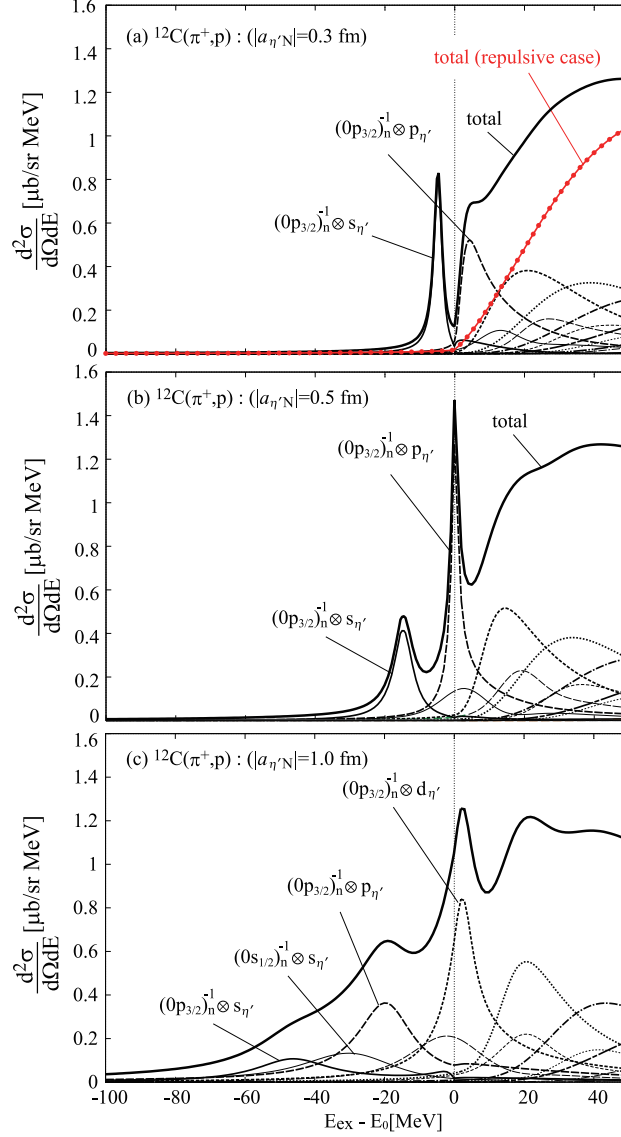 1.6
(a) ¹²C(π⁺,p) : (|aη′N|=0.3 fm)
1.4
total (repulsive case)
1.2
(0p3/2)n⁻¹⊗ pη′
total
1
0.8
(0p3/2)n⁻¹⊗ sη′
0.6
0.4
0.2
0
d²σ/dΩdE [μb/sr MeV]
1.6
(b) ¹²C(π⁺,p) : (|aη′N|=0.5 fm)
1.4
total
(0p3/2)n⁻¹⊗ pη′
1.2
1
0.8
0.6
(0p3/2)n⁻¹⊗ sη′
0.4
0.2
0
d²σ/dΩdE [μb/sr MeV]
1.6
(c) ¹²C(π⁺,p) : (|aη′N|=1.0 fm)
1.4
(0p3/2)n⁻¹⊗ dη′
1.2
(0p3/2)n⁻¹⊗ pη′
1
0.8
(0s1/2)n⁻¹⊗ sη′
0.6
(0p3/2)n⁻¹⊗ sη′
0.4
0.2
0
d²σ/dΩdE [μb/sr MeV]
-100 -80 -60 -40 -20 0 20 40
Eex − E0[MeV]